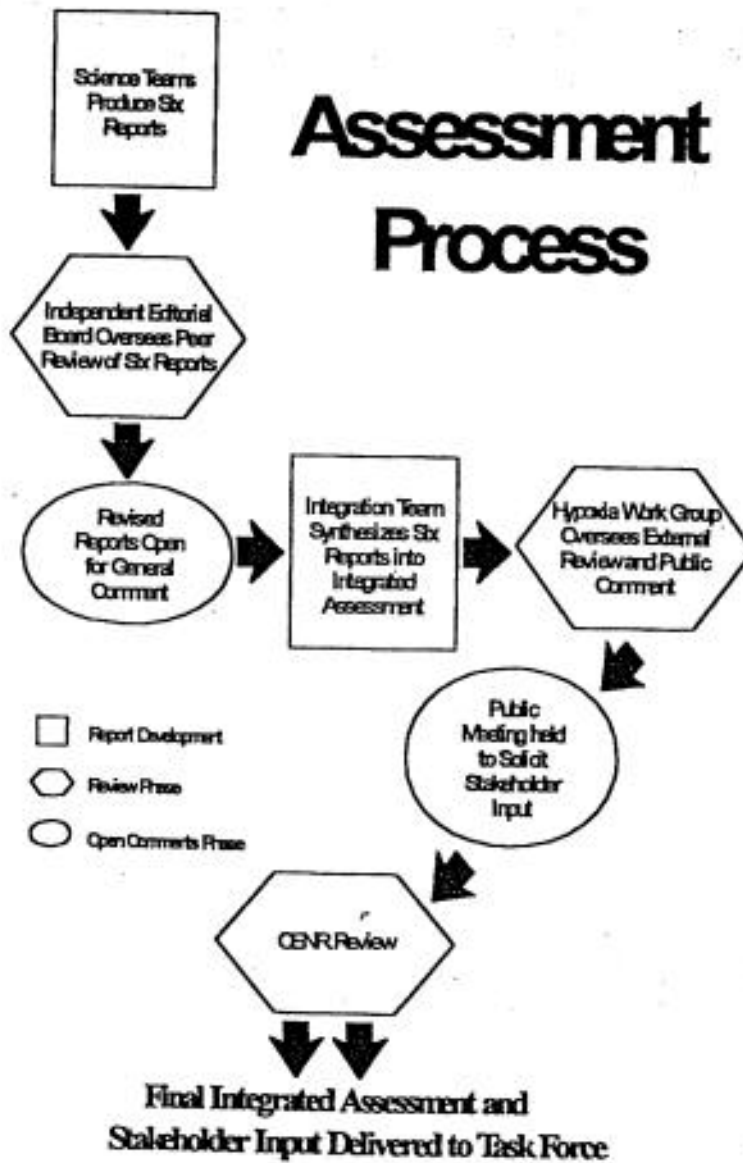 Assessment
Process
Science Teams
Produce Six
Reports
Independent Editorial
Board Oversees Peer
Review of Six Reports
Revised
Reports Open
for General
Comment
Integration Team
Synthesizes Six
Reports into
Integrated
Assessment
Hypoxia Work Group
Oversees External
Review and Public
Comment
Public
Meeting held
to Solicit
Stakeholder
Input
Report Development
Review Phase
Open Comments Phase
CENR Review
Final Integrated Assessment and
Stakeholder Input Delivered to Task Force